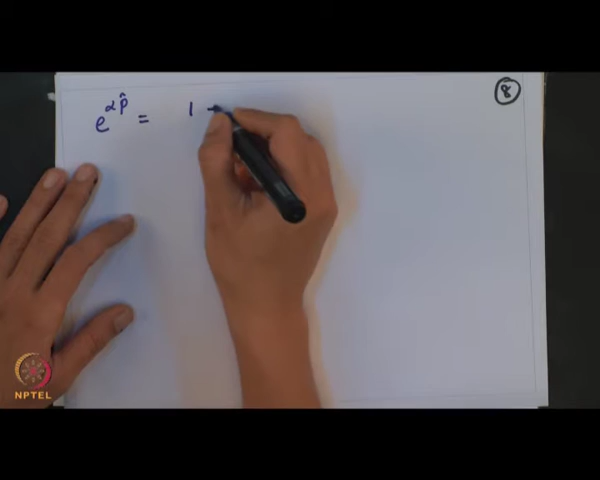 8
e^{αp̂} = 1 -
NPTEL